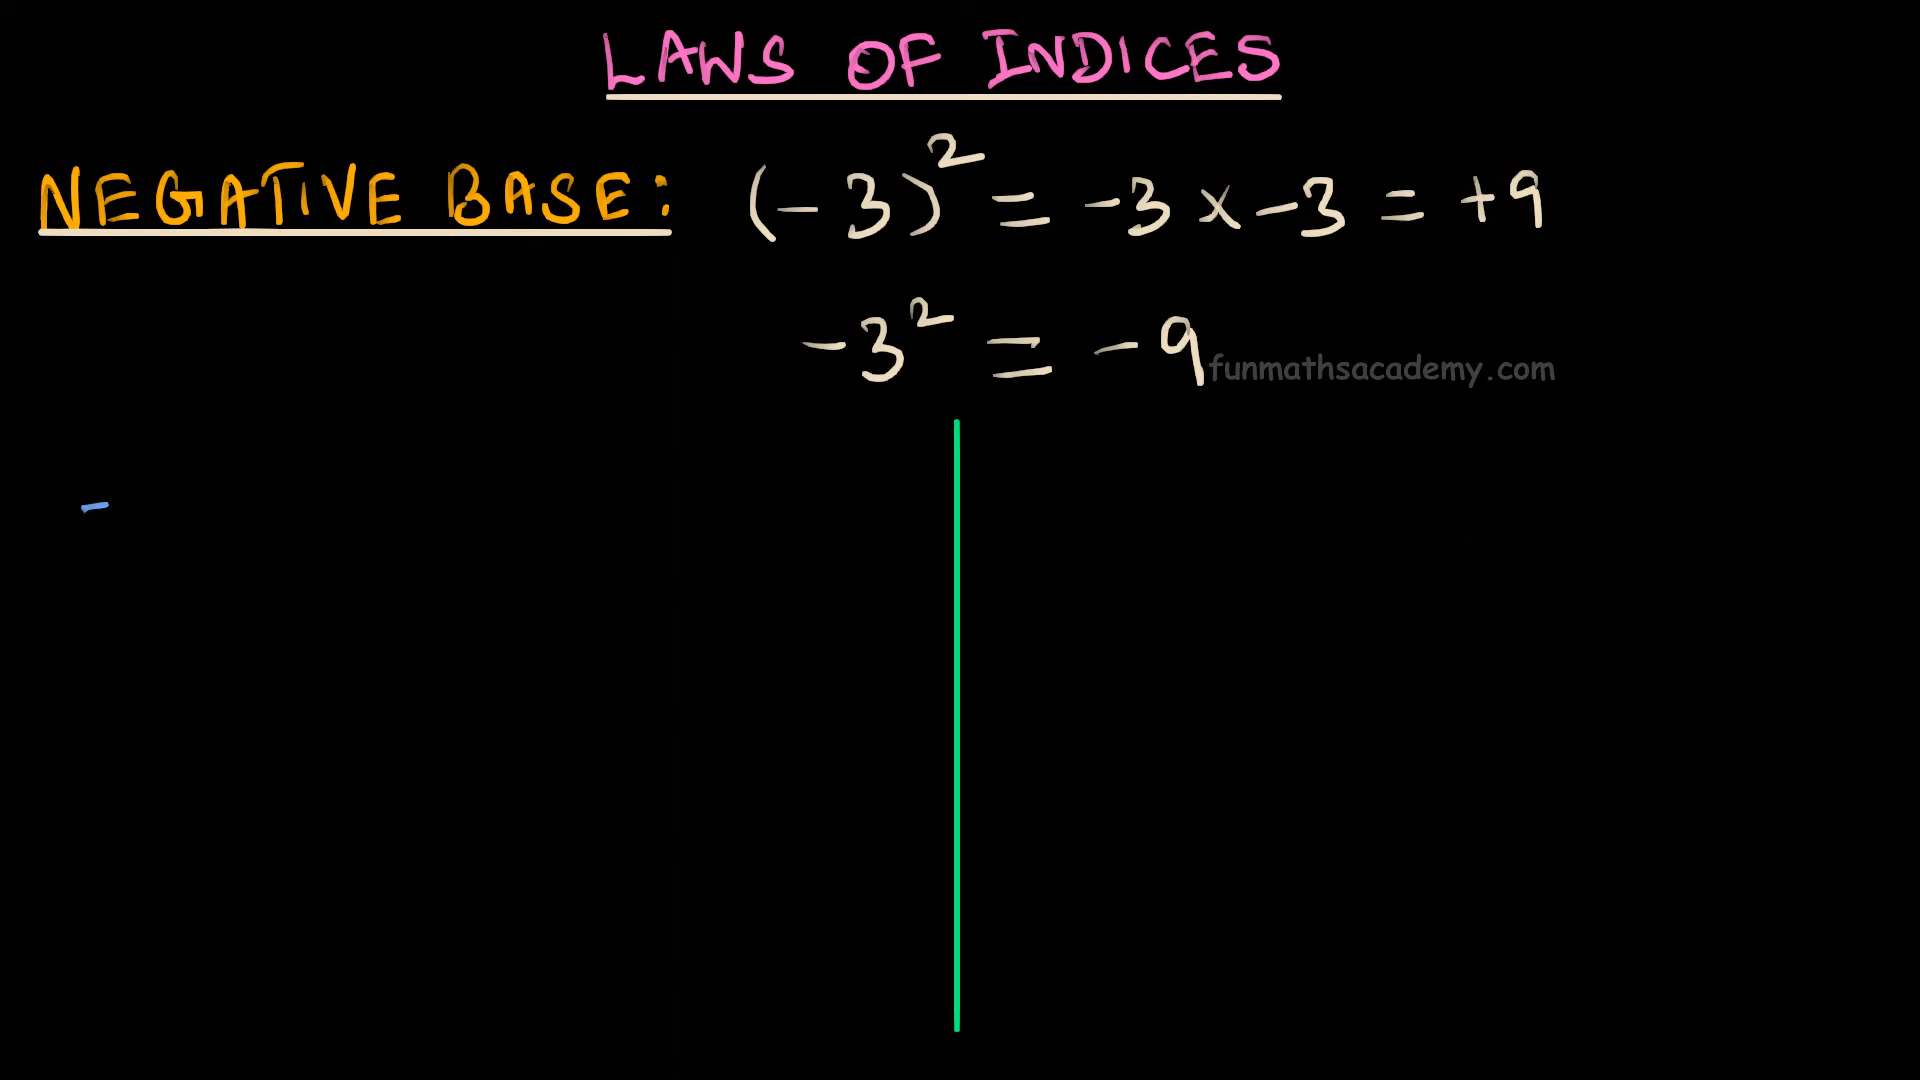 LAWS OF INDICES
NEGATIVE BASE: (-3)² = -3 x -3 = +9
-3² = -9
funmathsacademy.com
-